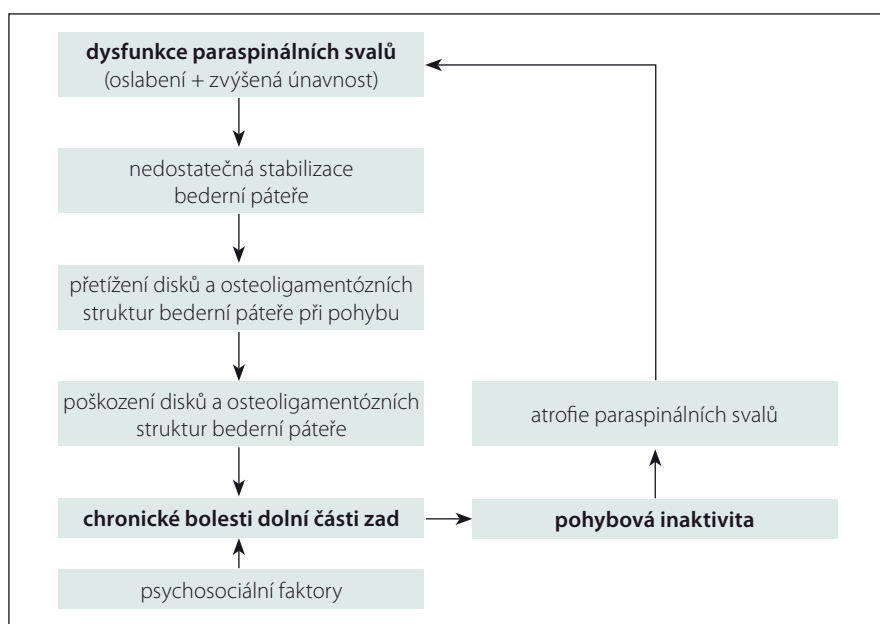 dysfunkce paraspinálních svalů
(oslabení + zvýšená únavnost)
nedostatečná stabilizace
bederní páteře
přetížení disků a osteoligamentózních
struktur bederní páteře při pohybu
poškození disků a osteoligamentózních
struktur bederní páteře
atrofie paraspinálních svalů
chronické bolesti dolní části zad
pohybová inaktivita
psychosociální faktory